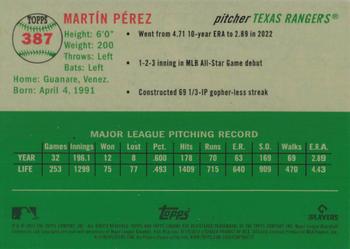 TOPPS
387
MARTÍN PÉREZ
pitcher TEXAS RANGERS®
Height: 6'0"
Weight: 200
Throws: Left
Bats: Left
Home: Guanare, Venez.
Born: April 4, 1991
• Went from 4.71 10-year ERA to 2.89 in 2022
• 1-2-3 inning in MLB All-Star Game debut
• Constructed 69 1/3-IP gopher-less streak
MAJOR LEAGUE PITCHING RECORD
Games Innings Won Lost Pct. Hits Runs E.R. S.O. Walks E.R.A.
YEAR 32 196.1 12 8 .600 178 70 63 169 69 2.89
LIFE 253 1299 75 77 .493 1409 715 640 917 470 4.43
Topps
PLAYERS